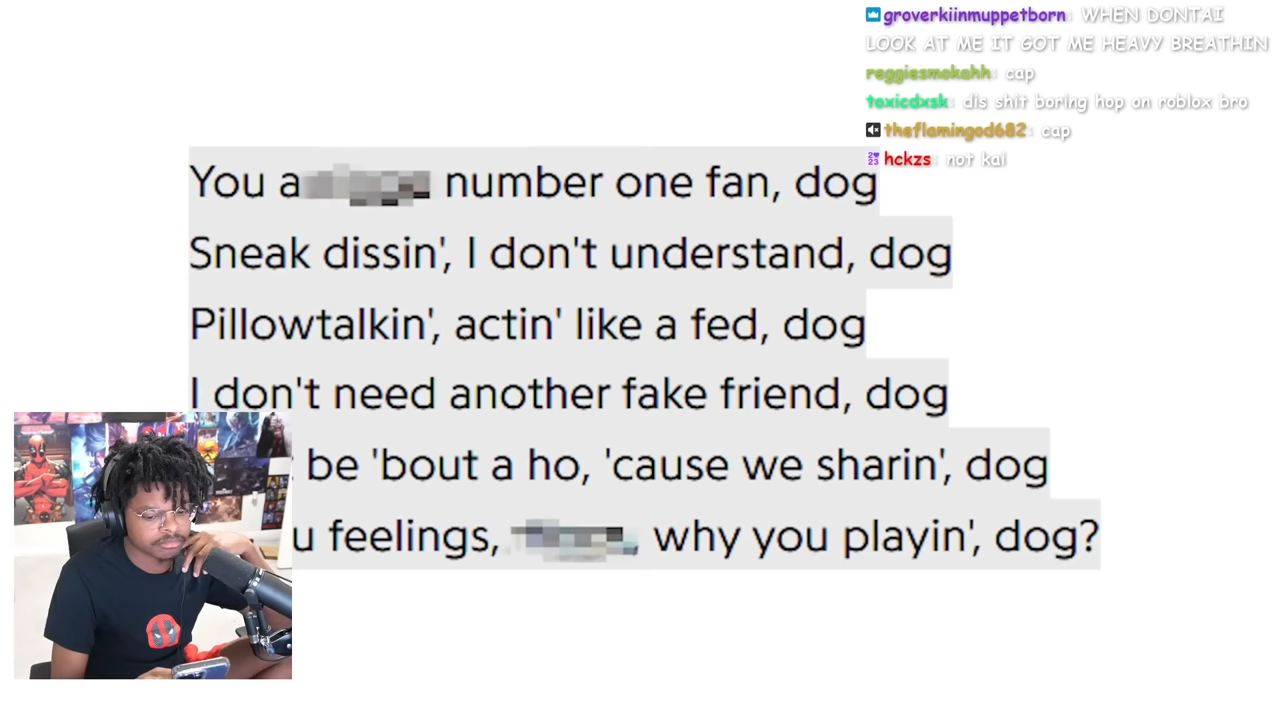 groverkiinmuppetborn: WHEN DONTAI
LOOK AT ME IT GOT ME HEAVY BREATHIN
reggiesmokahh: cap
toxicdxsk: dis shit boring hop on roblox bro
theflamingod682: cap
hckzs: not kai
You a number one fan, dog
Sneak dissin', I don't understand, dog
Pillowtalkin', actin' like a fed, dog
I don't need another fake friend, dog
be 'bout a ho, 'cause we sharin', dog
u feelings, why you playin', dog?